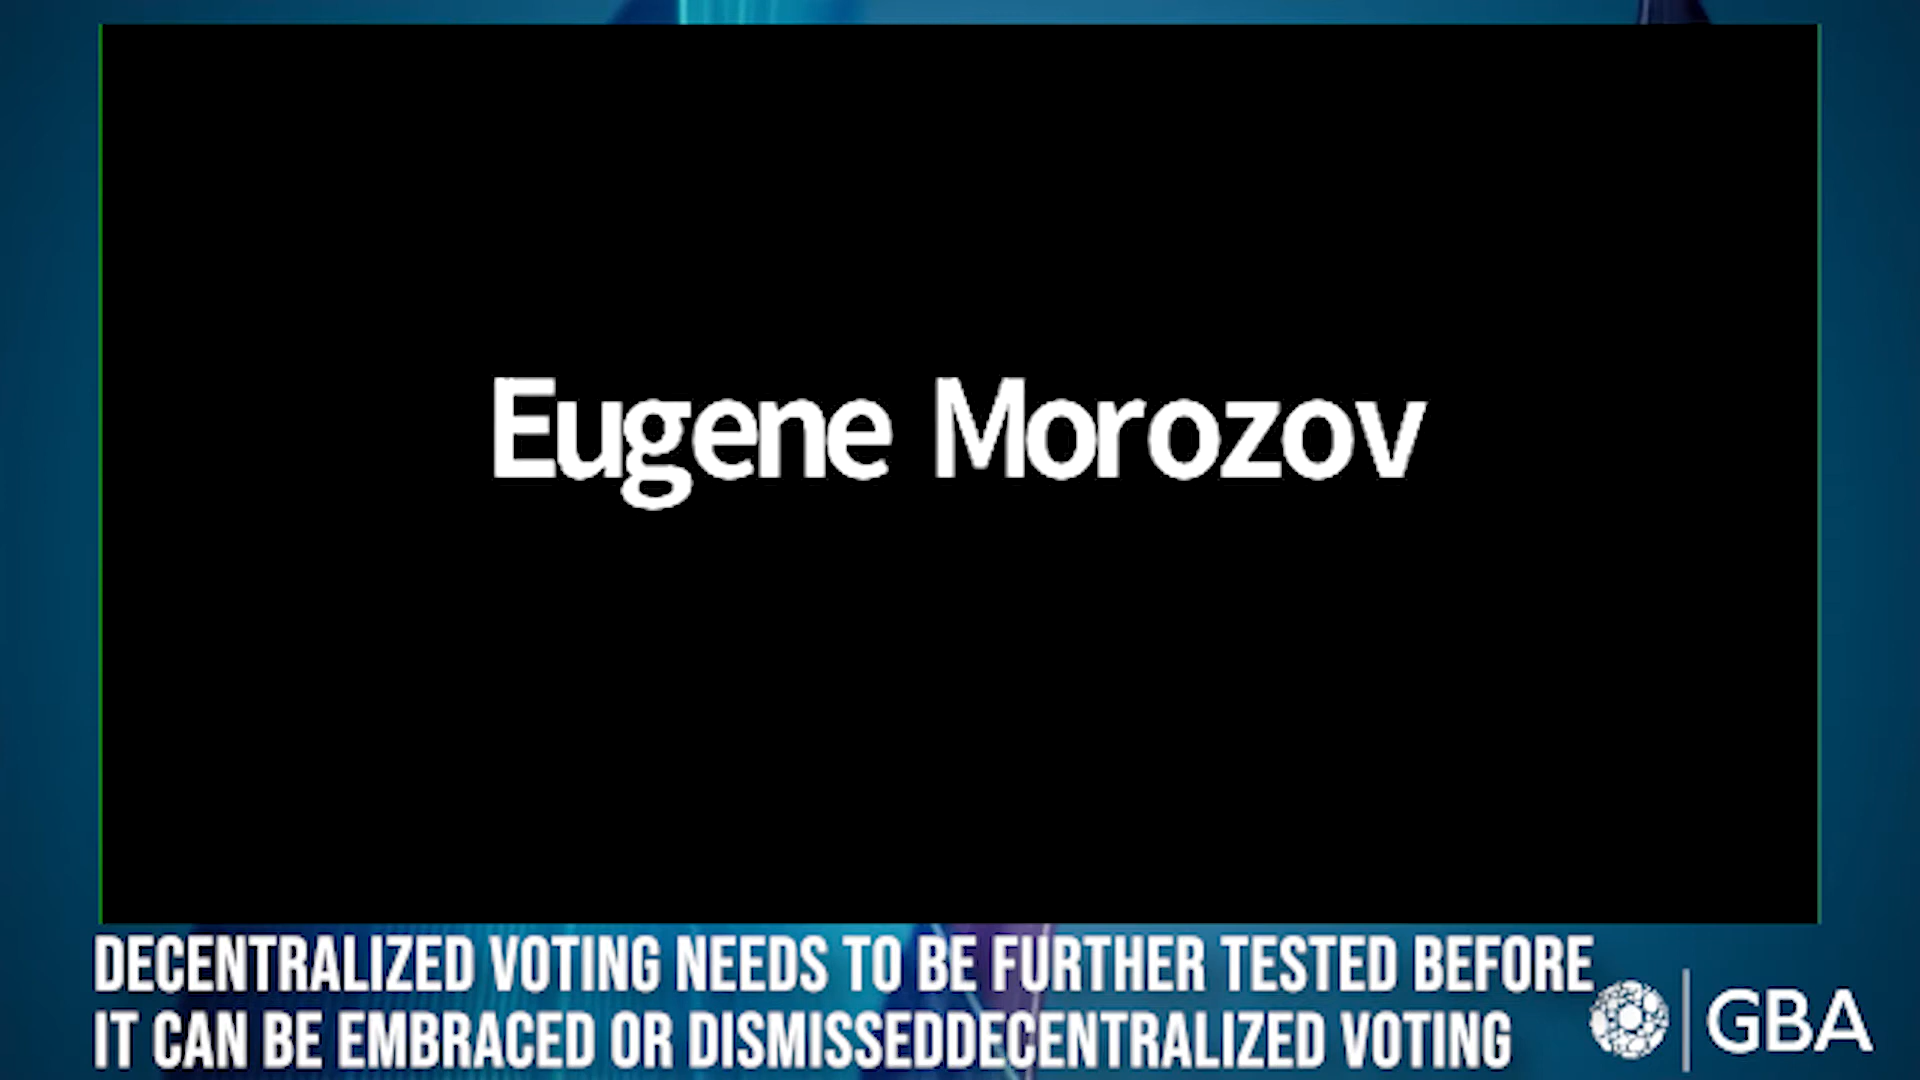 Eugene Morozov
DECENTRALIZED VOTING NEEDS TO BE FURTHER TESTED BEFORE
IT CAN BE EMBRACED OR DISMISSEDDECENTRALIZED VOTING
GBA